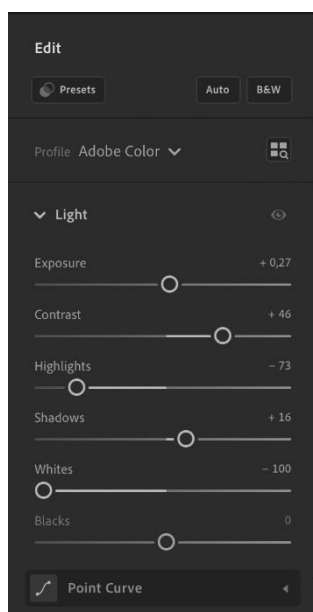 Edit
Presets Auto B&W
Profile Adobe Color
Light
Exposure + 0,27
Contrast + 46
Highlights − 73
Shadows + 16
Whites − 100
Blacks 0
Point Curve